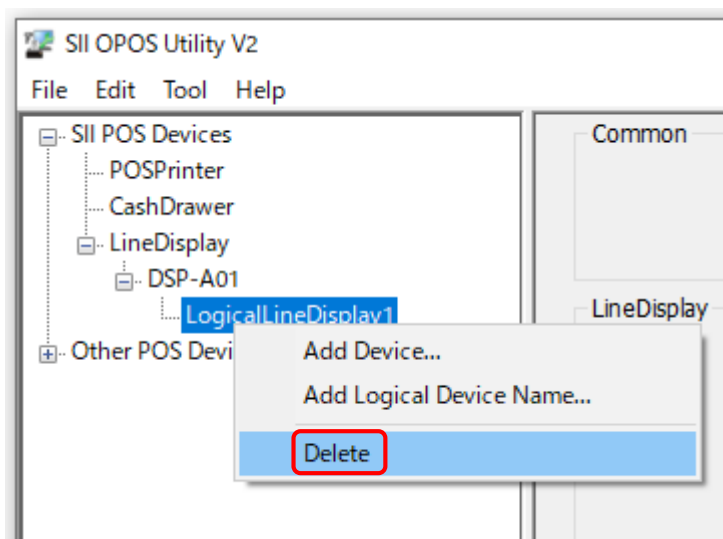 SII OPOS Utility V2
File Edit Tool Help
SII POS Devices
POSPrinter
CashDrawer
LineDisplay
DSP-A01
LogicalLineDisplay1
Other POS Devi
Common
LineDisplay
Add Device...
Add Logical Device Name...
Delete